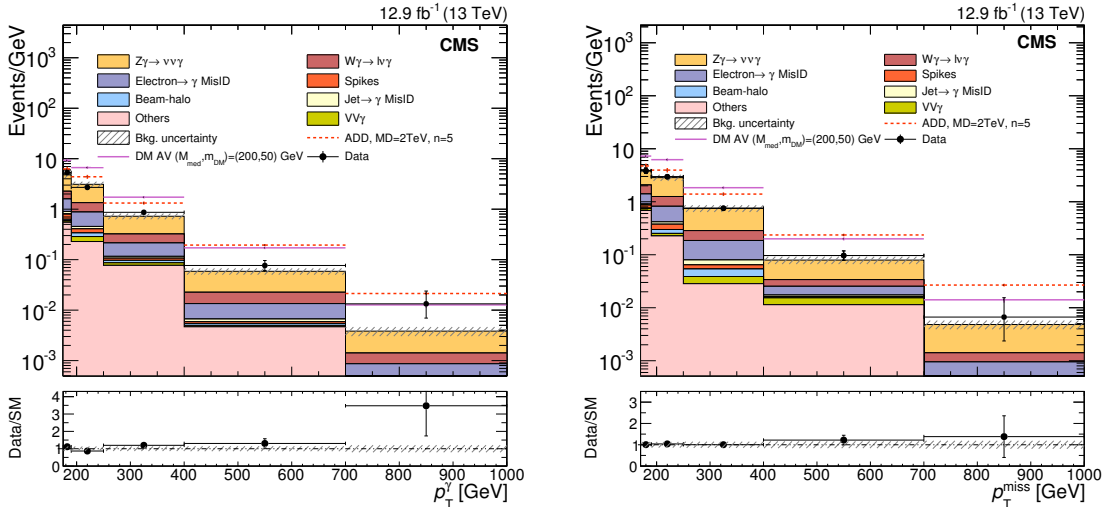 12.9 fb⁻¹ (13 TeV)
CMS
Events/GeV
10³
10²
10
1
10⁻¹
10⁻²
10⁻³
Zγ→ ννγ
Wγ→ lνγ
Electron→ γ MisID
Spikes
Beam-halo
Jet→ γ MisID
Others
VVγ
Bkg. uncertainty
ADD, MD=2TeV, n=5
DM AV (M_med,m_DM)=(200,50) GeV
Data
Data/SM
4
3
2
1
0
200 300 400 500 600 700 800 900 1000
p_T^γ [GeV]
12.9 fb⁻¹ (13 TeV)
CMS
Events/GeV
10³
10²
10
1
10⁻¹
10⁻²
10⁻³
Zγ→ ννγ
Wγ→ lνγ
Electron→ γ MisID
Spikes
Beam-halo
Jet→ γ MisID
Others
VVγ
Bkg. uncertainty
ADD, MD=2TeV, n=5
DM AV (M_med,m_DM)=(200,50) GeV
Data
Data/SM
3
2
1
0
200 300 400 500 600 700 800 900 1000
p_T^miss [GeV]